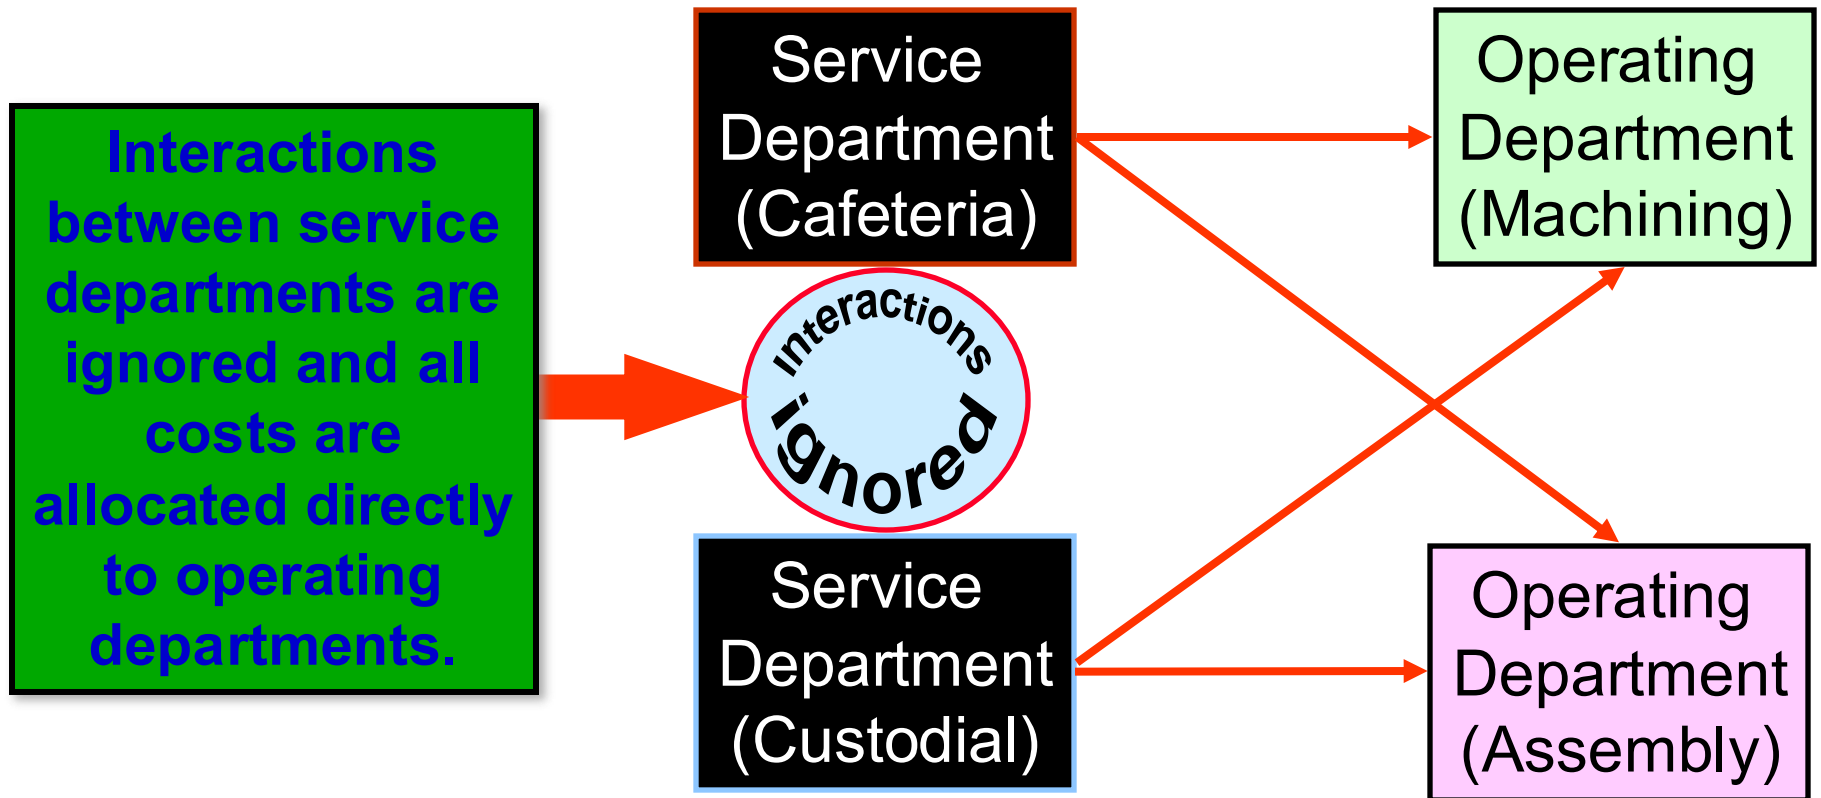 Interactions
between service
departments are
ignored and all
costs are
allocated directly
to operating
departments.
Service
Department
(Cafeteria)
Interactions
ignored
Service
Department
(Custodial)
Operating
Department
(Machining)
Operating
Department
(Assembly)